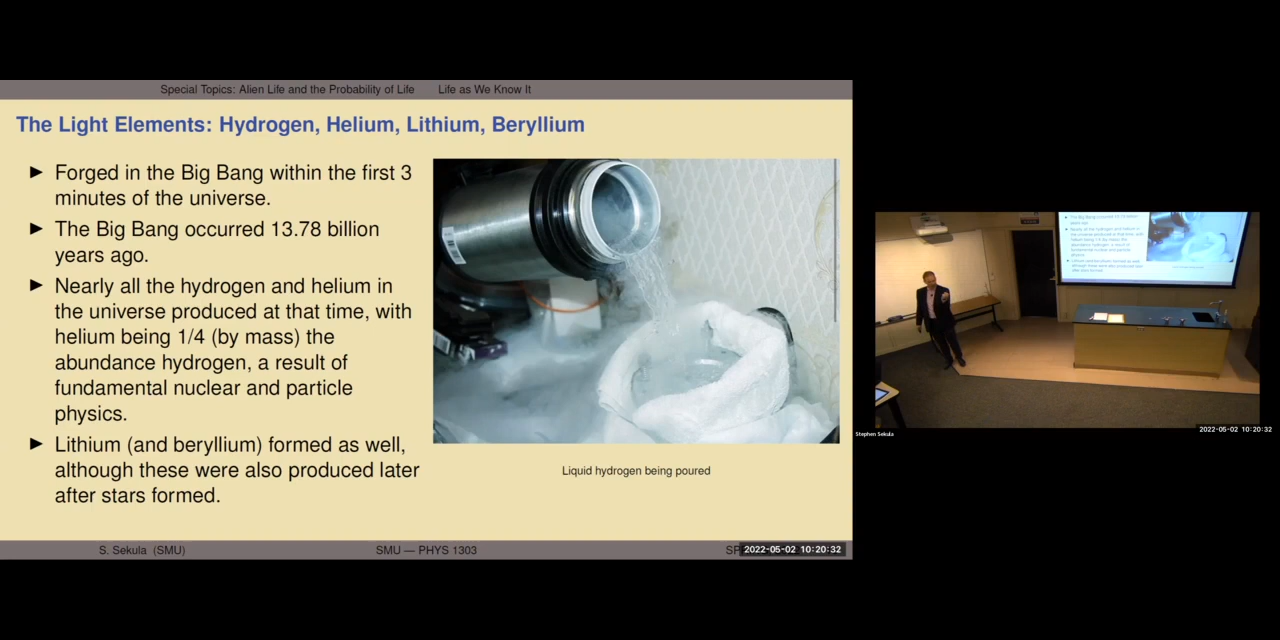 Special Topics: Alien Life and the Probability of Life Life as We Know It
The Light Elements: Hydrogen, Helium, Lithium, Beryllium
Forged in the Big Bang within the first 3
minutes of the universe.
The Big Bang occurred 13.78 billion
years ago.
Nearly all the hydrogen and helium in
the universe produced at that time, with
helium being 1/4 (by mass) the
abundance hydrogen, a result of
fundamental nuclear and particle
physics.
Lithium (and beryllium) formed as well,
although these were also produced later
after stars formed.
Liquid hydrogen being poured
S. Sekula (SMU) SMU — PHYS 1303 SP
2022-05-02 10:20:32
Stephen Sekula
2022-05-02 10:20:32